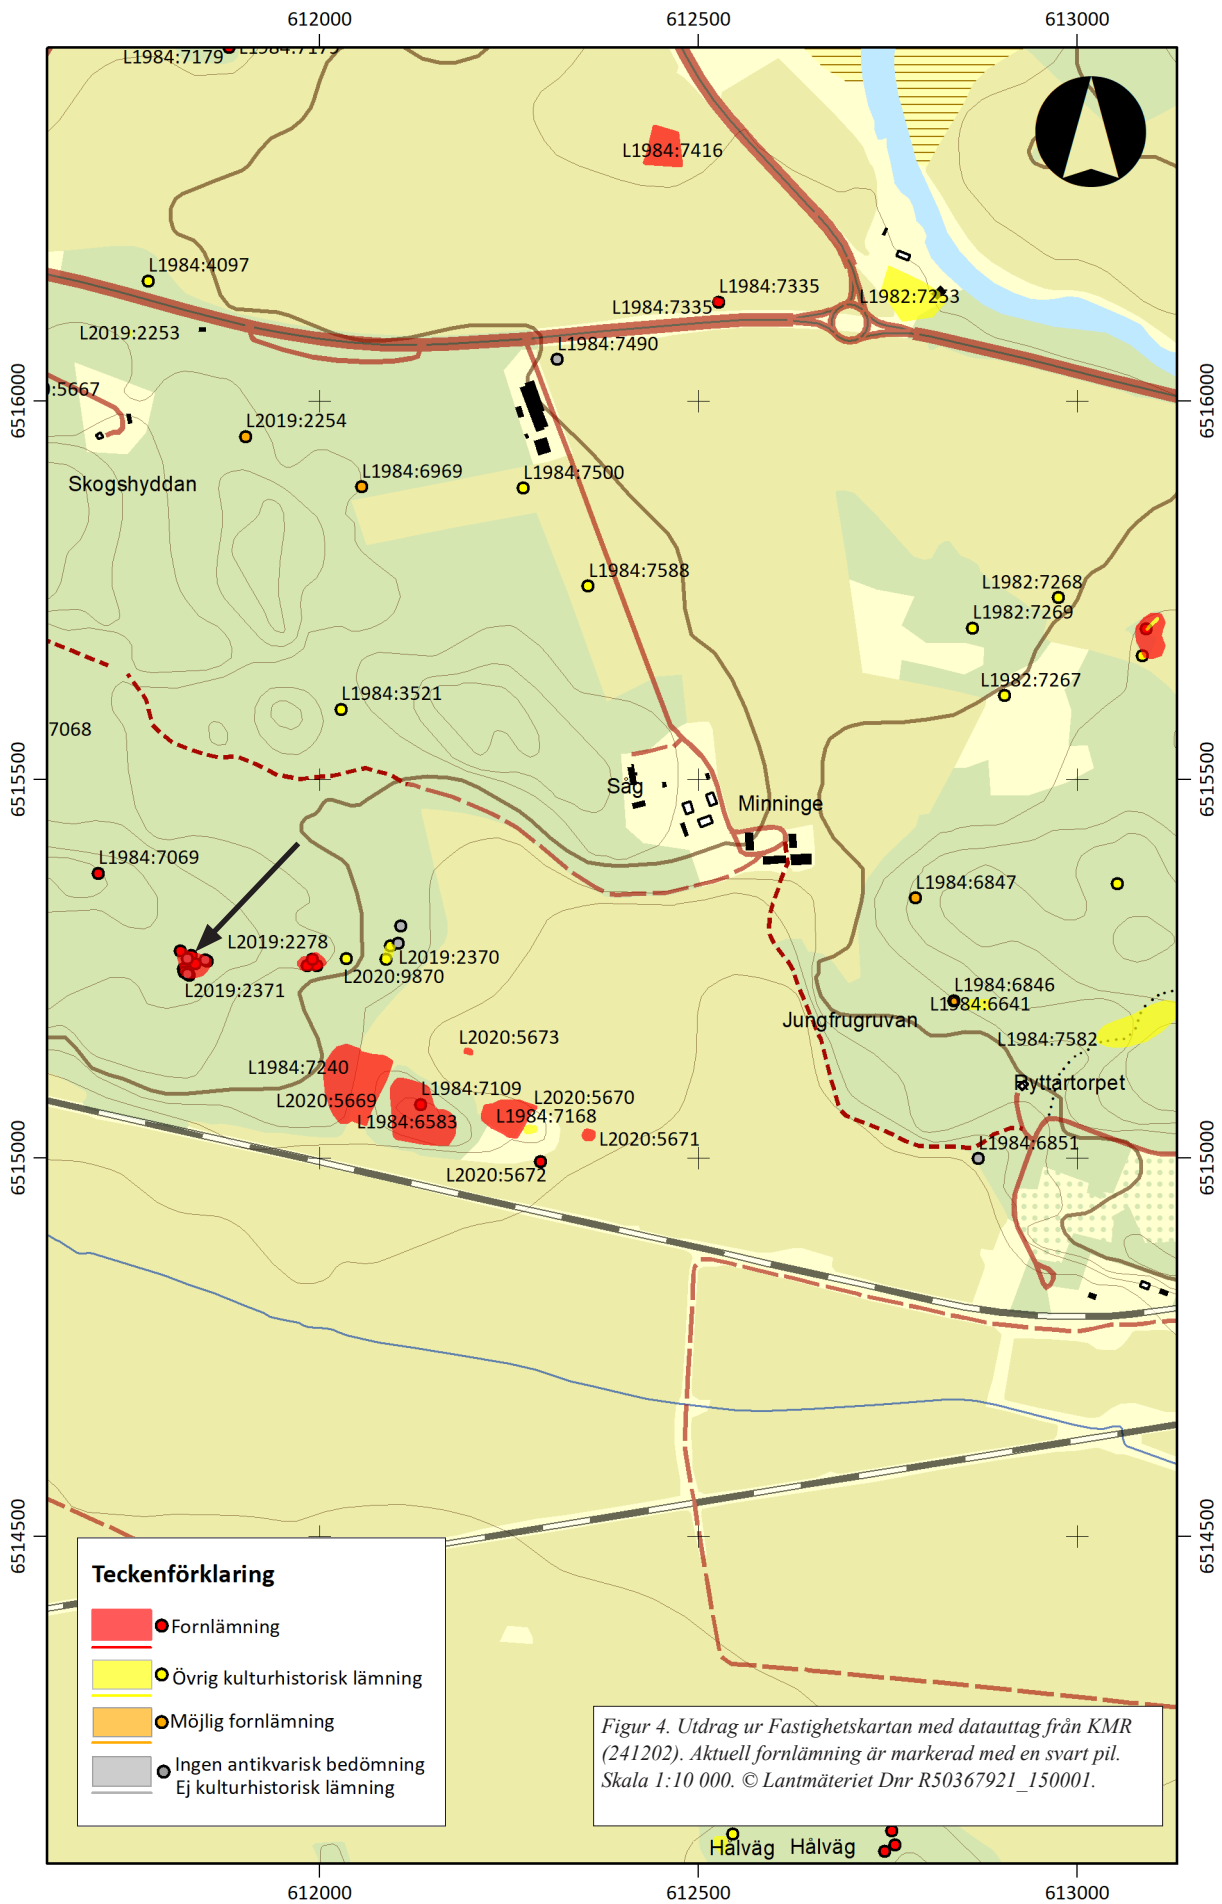 612000
612500
613000
L1984:7179
L1984:7179
L1984:7416
L1984:4097
L1984:7335
L1984:7335
L1982:7253
L2019:2253
L1984:7490
6516000
6516000
:5667
L2019:2254
L1984:6969
L1984:7500
Skogshyddan
L1984:7588
L1982:7268
L1982:7269
L1982:7267
L1984:3521
7068
6515500
6515500
Såg
Minninge
L1984:7069
L1984:6847
L2019:2278
L2019:2370
L2020:9870
L2019:2371
L1984:6846
L1984:6641
Jungfrugruvan
L1984:7582
L2020:5673
L1984:7240
Ryttartorpet
L1984:7109
L2020:5670
L2020:5669
L1984:7168
L1984:6583
L2020:5671
L1984:6851
6515000
6515000
L2020:5672
6514500
6514500
Teckenförklaring
Fornlämning
Övrig kulturhistorisk lämning
Möjlig fornlämning
Ingen antikvarisk bedömning
Ej kulturhistorisk lämning
Figur 4. Utdrag ur Fastighetskartan med datauttag från KMR
(241202). Aktuell fornlämning är markerad med en svart pil.
Skala 1:10 000. © Lantmäteriet Dnr R50367921_150001.
Hålväg
Hålväg
612000
612500
613000